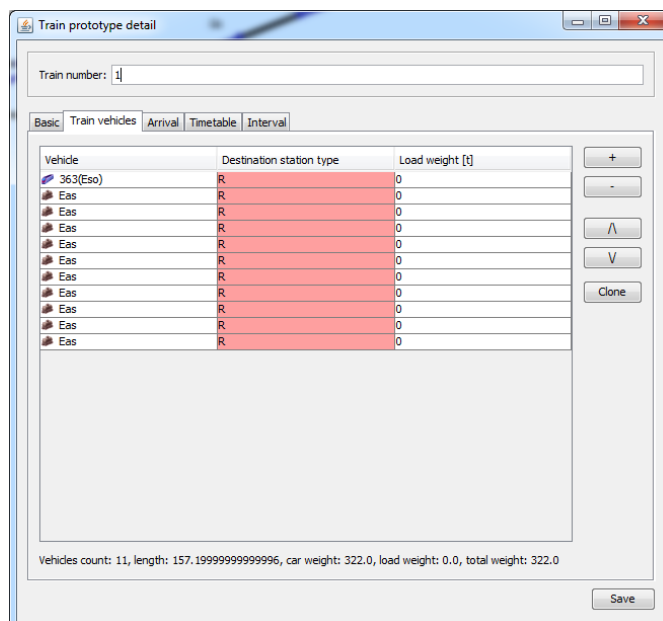 Train prototype detail
Train number: 1
Basic Train vehicles Arrival Timetable Interval
Vehicle Destination station type Load weight [t]
363(Eso) R 0
Eas R 0
Eas R 0
Eas R 0
Eas R 0
Eas R 0
Eas R 0
Eas R 0
Eas R 0
Eas R 0
Eas R 0
+
-
/\
\/
Clone
Vehicles count: 11, length: 157.19999999999996, car weight: 322.0, load weight: 0.0, total weight: 322.0
Save